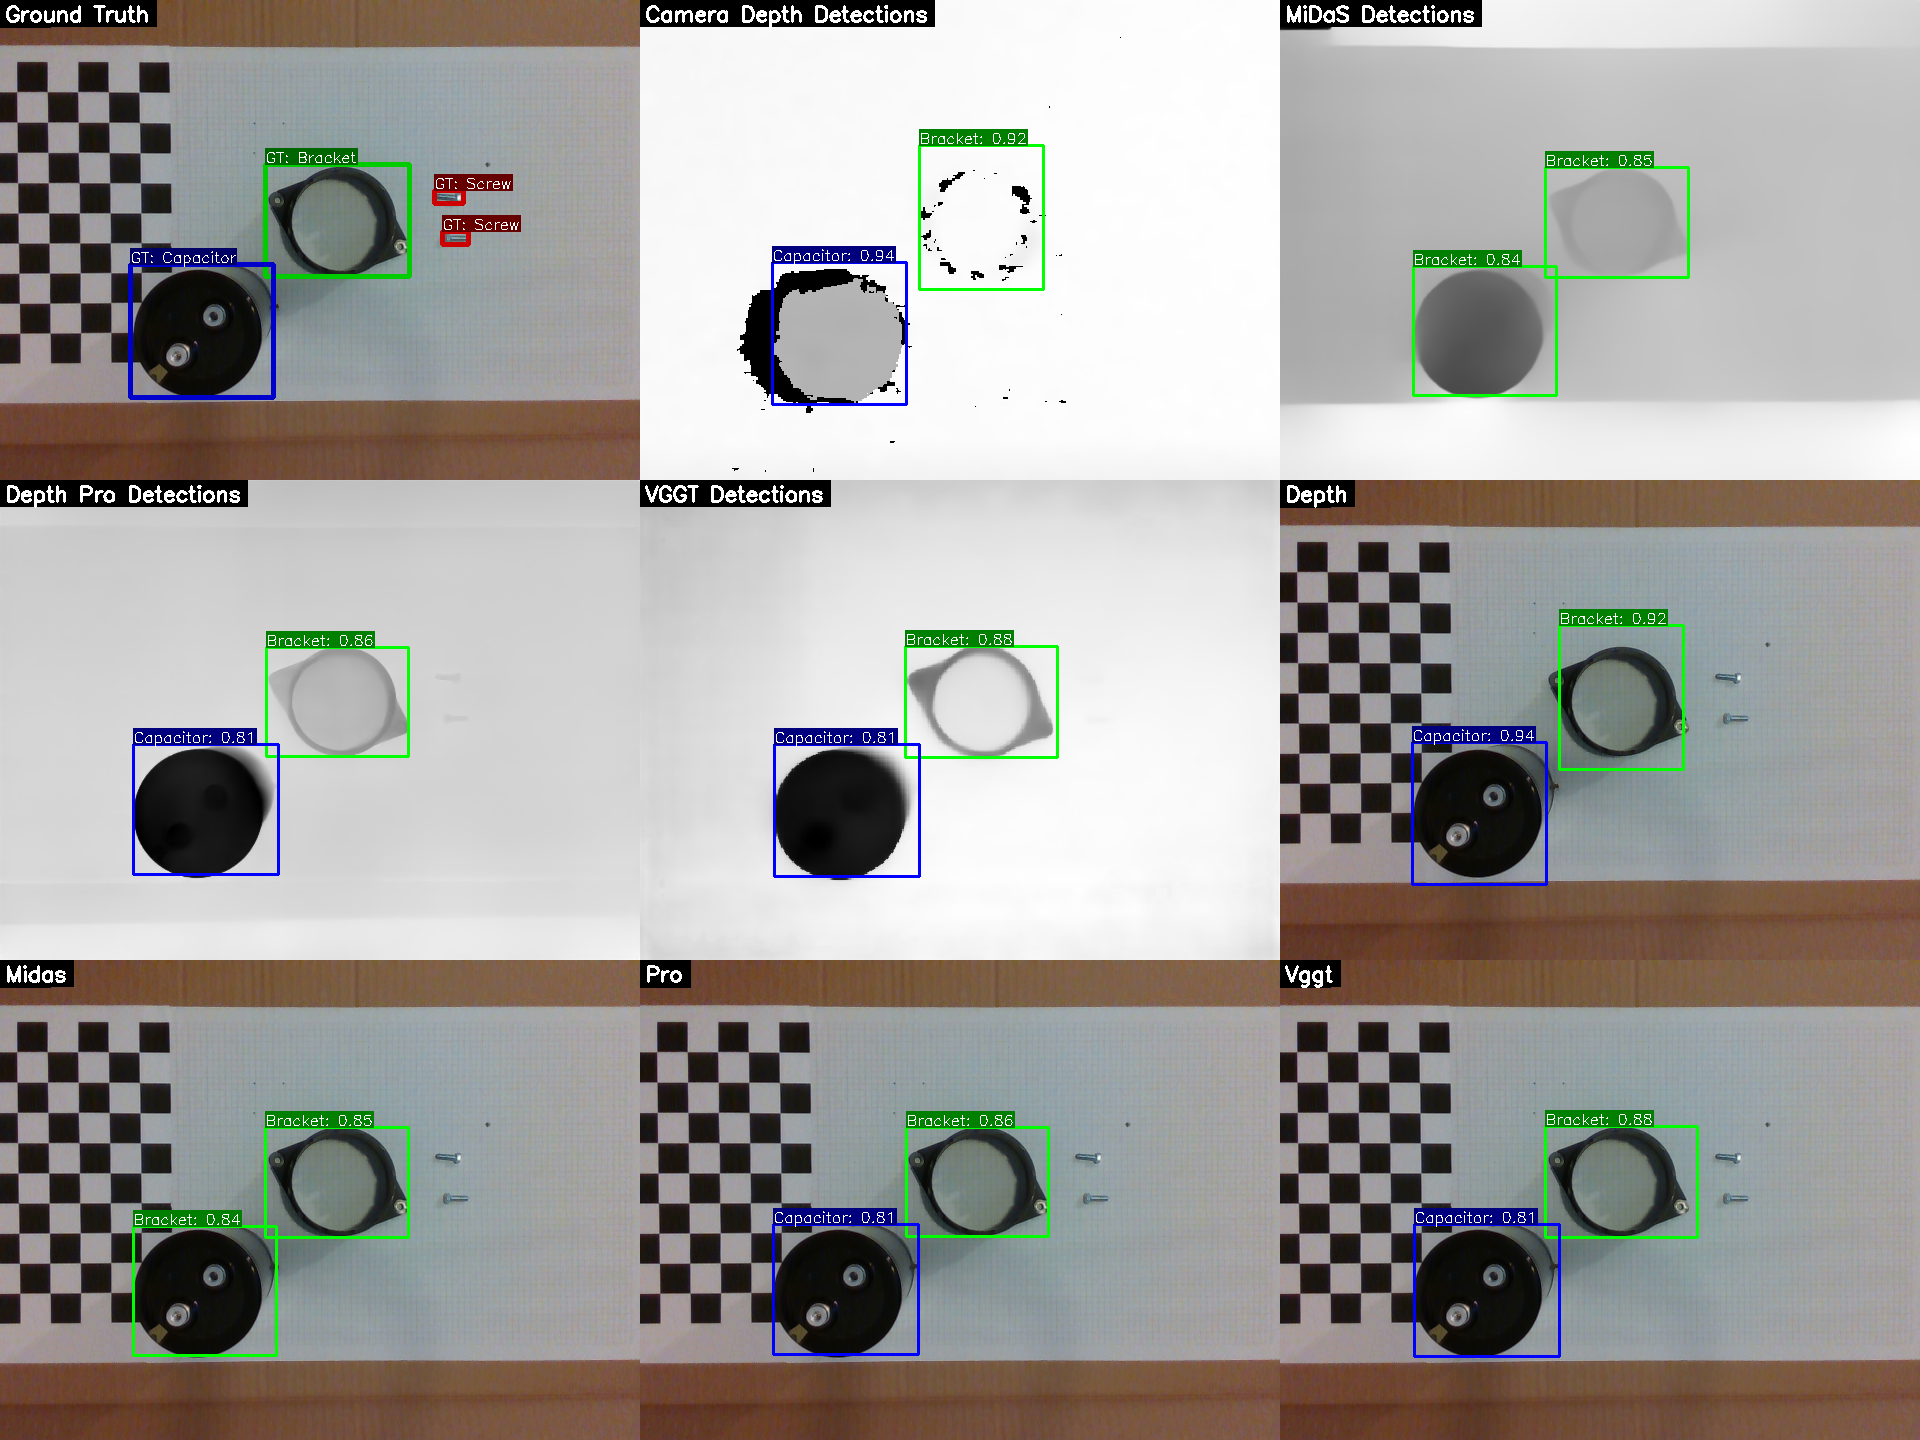 Ground Truth
GT: Bracket
GT: Screw
GT: Screw
GT: Capacitor
Camera Depth Detections
Bracket: 0.92
Capacitor: 0.94
MiDaS Detections
Bracket: 0.85
Bracket: 0.84
Depth Pro Detections
Bracket: 0.86
Capacitor: 0.81
VGGT Detections
Bracket: 0.88
Capacitor: 0.81
Depth
Bracket: 0.92
Capacitor: 0.94
Midas
Bracket: 0.85
Bracket: 0.84
Pro
Bracket: 0.86
Capacitor: 0.81
Vggt
Bracket: 0.88
Capacitor: 0.81